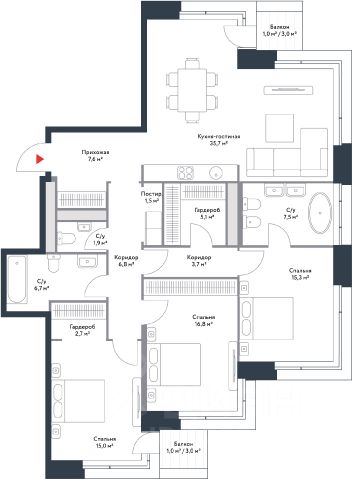 Балкон
1,0 м² / 3,0 м²
Кухня-гостиная
35,7 м²
Прихожая
7,6 м²
Постир.
1,5 м²
Гардероб
5,1 м²
С/у
7,5 м²
С/у
1,9 м²
Коридор
6,8 м²
Коридор
3,7 м²
Спальня
15,3 м²
С/у
6,7 м²
Гардероб
2,7 м²
Спальня
16,8 м²
Спальня
15,0 м²
Балкон
1,0 м² / 3,0 м²